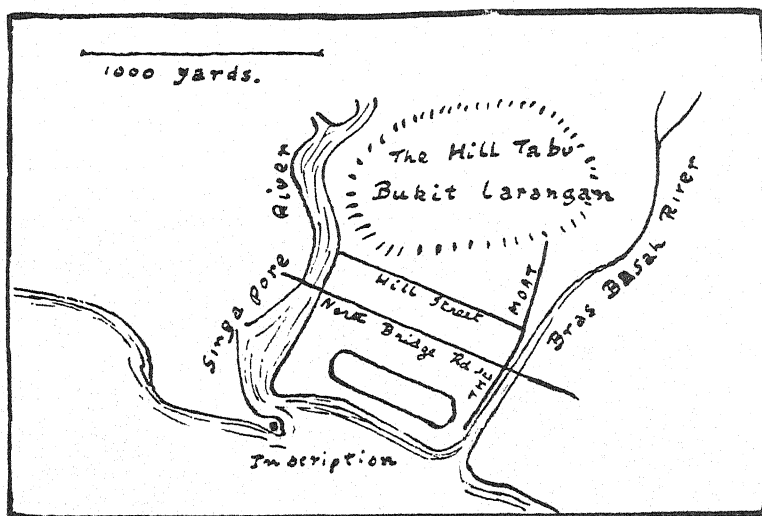 1000 yards.
The Hill Tabu
Bukit Larangan
Singapore River
Hill Street
North Bridge Rd
THE MOAT
Bras Basah River
Inscription